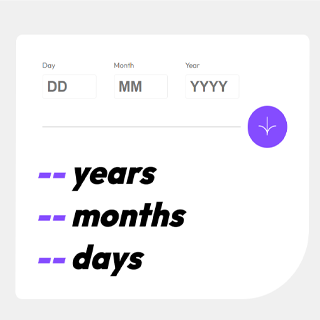 Day Month Year
DD MM YYYY
-- years
-- months
-- days